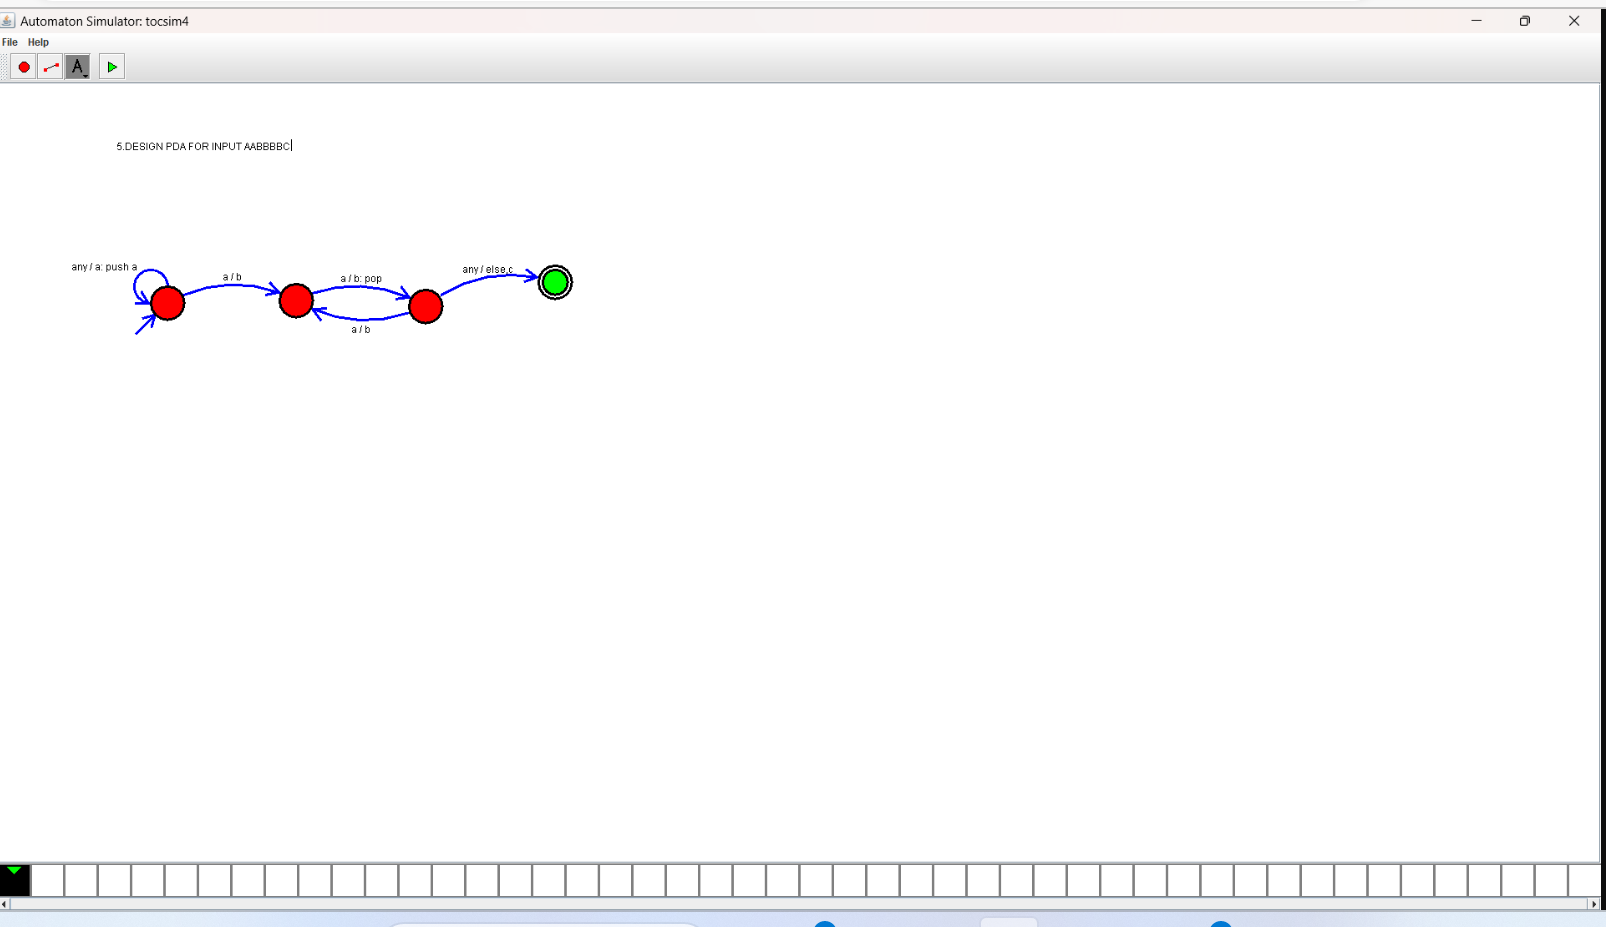 Automaton Simulator: tocsim4
File Help
A
5.DESIGN PDA FOR INPUT AABBBBC
any / a: push a
a / b
a / b: pop
any / else,c
a / b